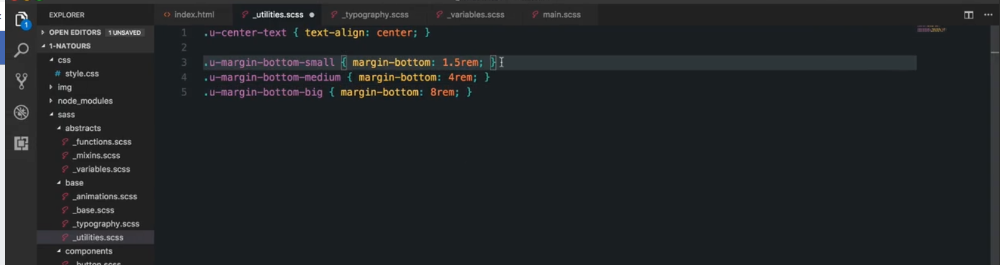 EXPLORER
index.html
_utilities.scss
_typography.scss
_variables.scss
main.scss
1
OPEN EDITORS 1 UNSAVED
1-NATOURS
css
# style.css
img
node_modules
sass
abstracts
_functions.scss
_mixins.scss
_variables.scss
base
_animations.scss
_base.scss
_typography.scss
_utilities.scss
components
_button.scss
1 .u-center-text { text-align: center; }
2
3 .u-margin-bottom-small { margin-bottom: 1.5rem; }
4 .u-margin-bottom-medium { margin-bottom: 4rem; }
5 .u-margin-bottom-big { margin-bottom: 8rem; }